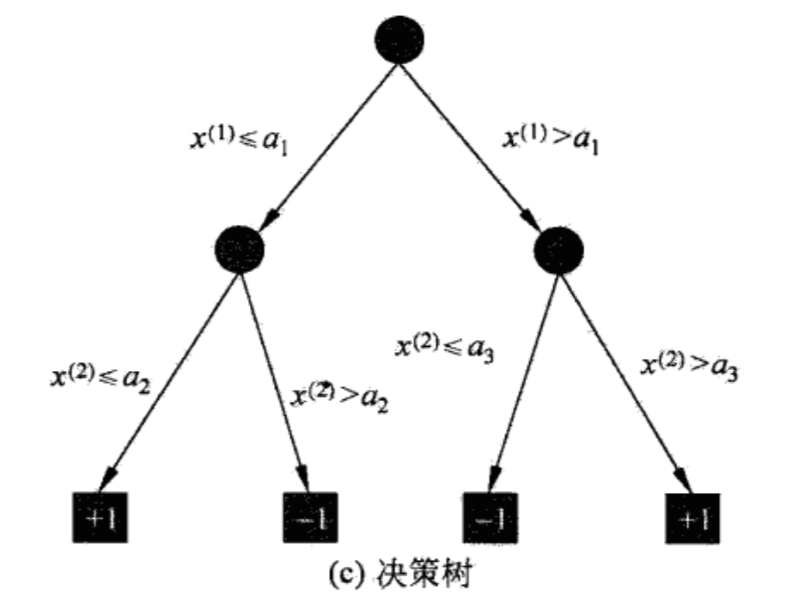 x⁽¹⁾≤a₁
x⁽¹⁾>a₁
x⁽²⁾≤a₂
x⁽²⁾>a₂
x⁽²⁾≤a₃
x⁽²⁾>a₃
+1
−1
−1
+1
(c) 决策树